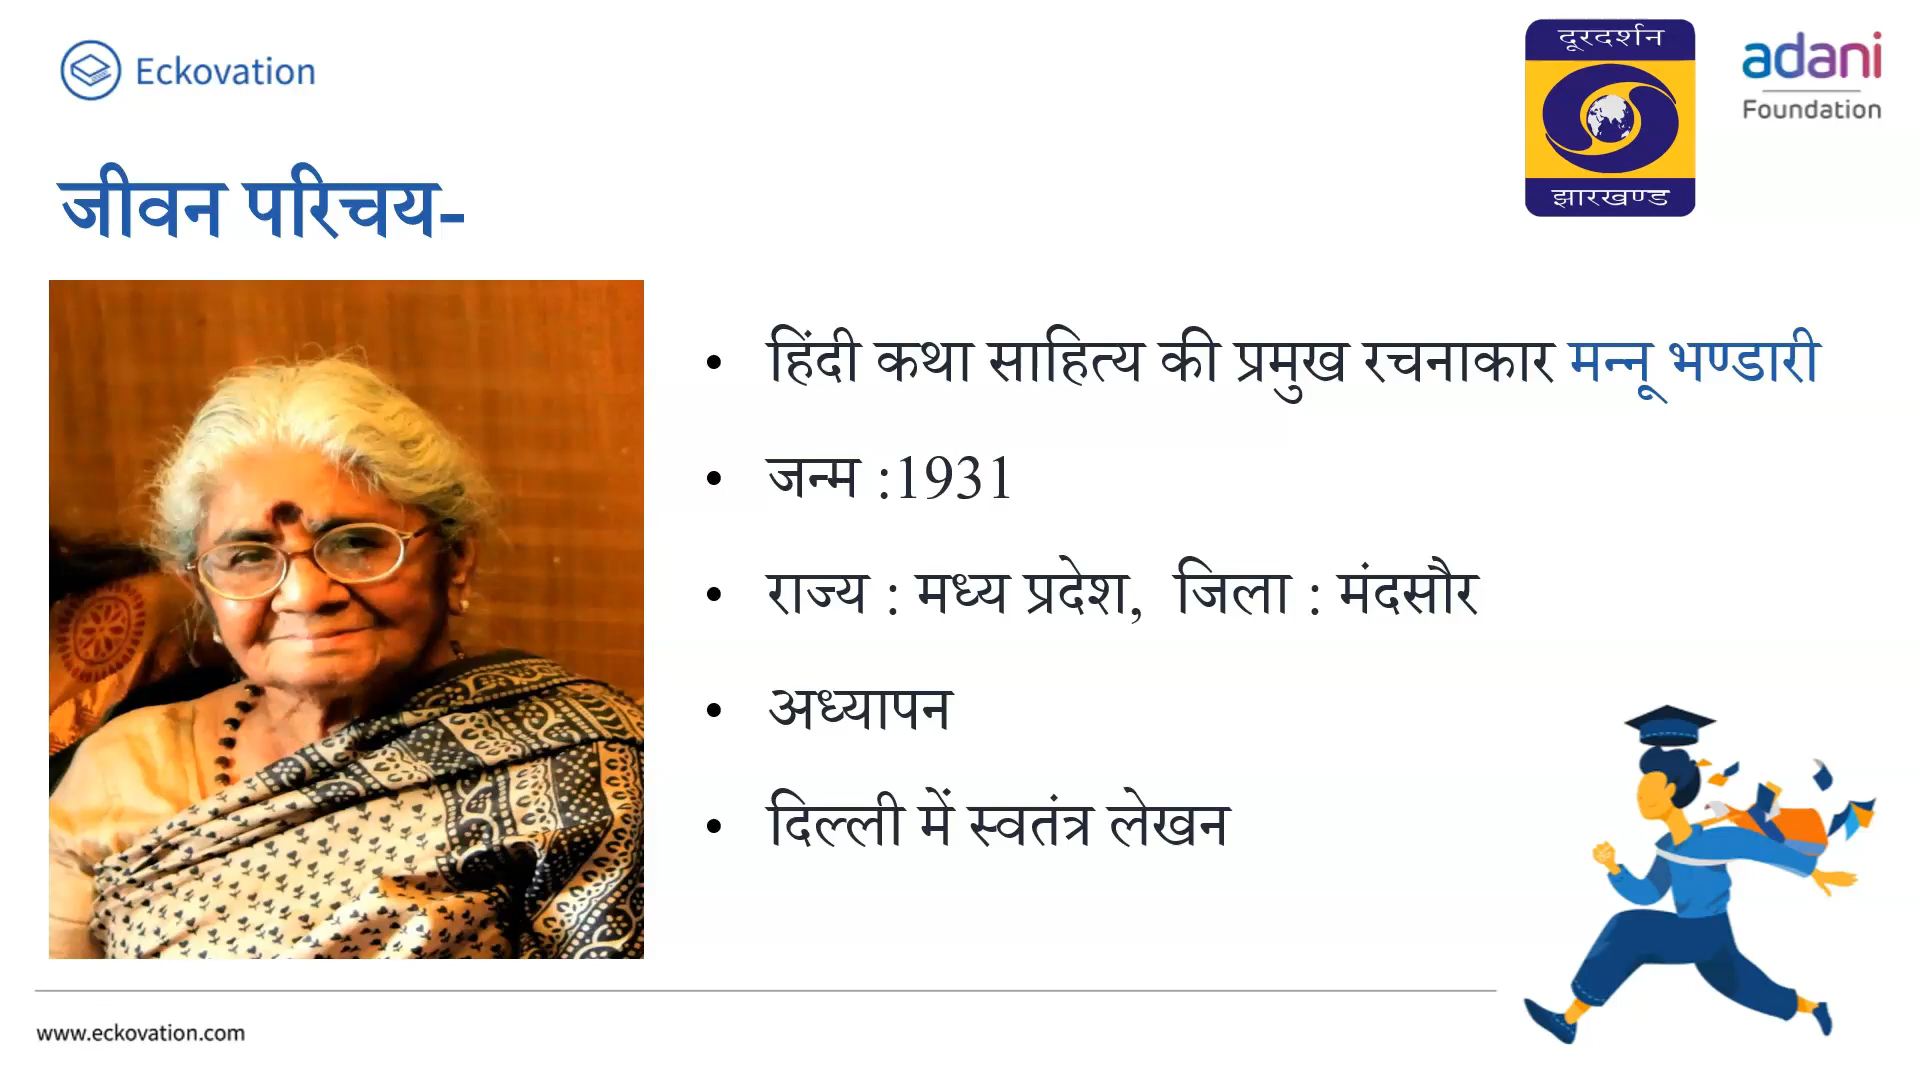 Eckovation
दूरदर्शन
झारखण्ड
adani
Foundation
जीवन परिचय-
• हिंदी कथा साहित्य की प्रमुख रचनाकार मन्नू भण्डारी
• जन्म :1931
• राज्य : मध्य प्रदेश, जिला : मंदसौर
• अध्यापन
• दिल्ली में स्वतंत्र लेखन
www.eckovation.com